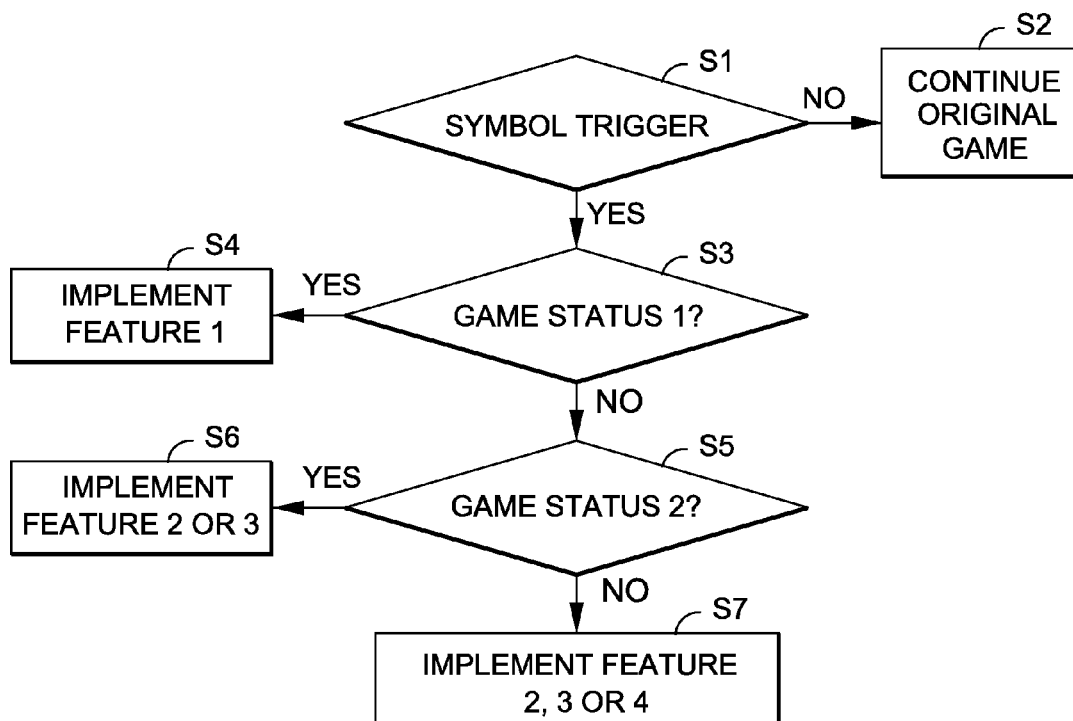 S1
SYMBOL TRIGGER
NO
S2
CONTINUE
ORIGINAL
GAME
YES
S3
GAME STATUS 1?
YES
S4
IMPLEMENT
FEATURE 1
NO
S5
GAME STATUS 2?
YES
S6
IMPLEMENT
FEATURE 2 OR 3
NO
S7
IMPLEMENT FEATURE
2, 3 OR 4